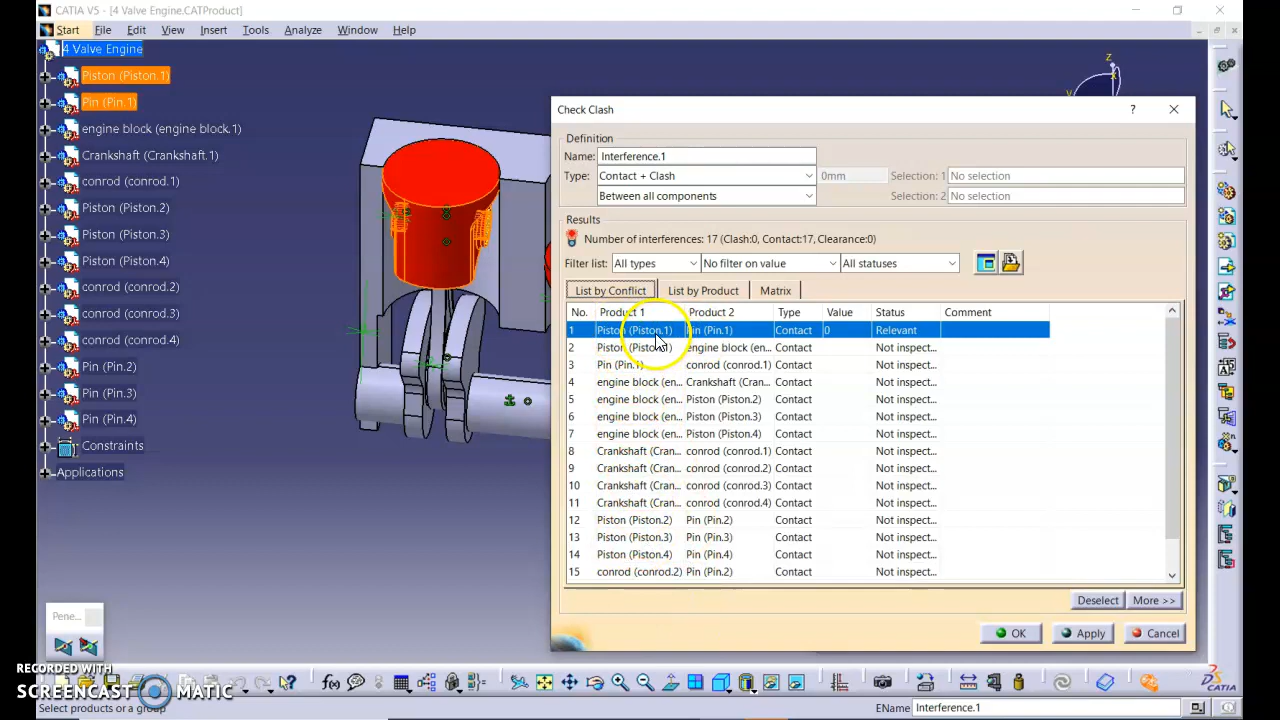 CATIA V5 - [4 Valve Engine.CATProduct]
Start File Edit View Insert Tools Analyze Window Help
4 Valve Engine
Piston (Piston.1)
Pin (Pin.1)
engine block (engine block.1)
Crankshaft (Crankshaft.1)
conrod (conrod.1)
Piston (Piston.2)
Piston (Piston.3)
Piston (Piston.4)
conrod (conrod.2)
conrod (conrod.3)
conrod (conrod.4)
Pin (Pin.2)
Pin (Pin.3)
Pin (Pin.4)
Constraints
Applications
z
x
y
Check Clash ?
Definition
Name: Interference.1
Type: Contact + Clash 0mm Selection: 1 No selection
Between all components Selection: 2 No selection
Results
Number of interferences: 17 (Clash:0, Contact:17, Clearance:0)
Filter list: All types No filter on value All statuses
List by Conflict List by Product Matrix
No. Product 1 Product 2 Type Value Status Comment
1 Piston (Piston.1) Pin (Pin.1) Contact 0 Relevant
2 Piston (Piston.1) engine block (en... Contact Not inspect...
3 Pin (Pin.1) conrod (conrod.1) Contact Not inspect...
4 engine block (en... Crankshaft (Cran... Contact Not inspect...
5 engine block (en... Piston (Piston.2) Contact Not inspect...
6 engine block (en... Piston (Piston.3) Contact Not inspect...
7 engine block (en... Piston (Piston.4) Contact Not inspect...
8 Crankshaft (Cran... conrod (conrod.1) Contact Not inspect...
9 Crankshaft (Cran... conrod (conrod.2) Contact Not inspect...
10 Crankshaft (Cran... conrod (conrod.3) Contact Not inspect...
11 Crankshaft (Cran... conrod (conrod.4) Contact Not inspect...
12 Piston (Piston.2) Pin (Pin.2) Contact Not inspect...
13 Piston (Piston.3) Pin (Pin.3) Contact Not inspect...
14 Piston (Piston.4) Pin (Pin.4) Contact Not inspect...
15 conrod (conrod.2) Pin (Pin.2) Contact Not inspect...
Deselect More >>
OK Apply Cancel
Pene...
RECORDED WITH
SCREENCAST MATIC
f(x)
CATIA
Select products or a group EName Interference.1